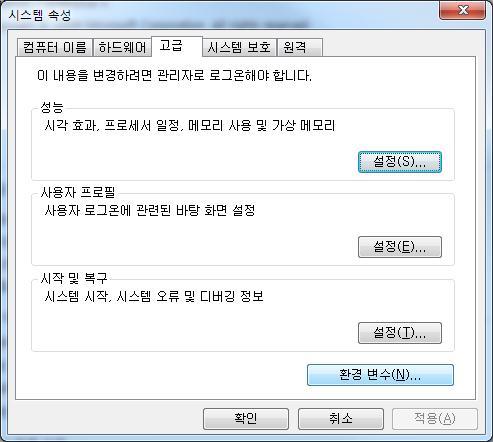 시스템 속성
컴퓨터 이름 하드웨어 고급 시스템 보호 원격
이 내용을 변경하려면 관리자로 로그온해야 합니다.
성능
시각 효과, 프로세서 일정, 메모리 사용 및 가상 메모리
설정(S)...
사용자 프로필
사용자 로그온에 관련된 바탕 화면 설정
설정(E)...
시작 및 복구
시스템 시작, 시스템 오류 및 디버깅 정보
설정(T)...
환경 변수(N)...
확인 취소 적용(A)